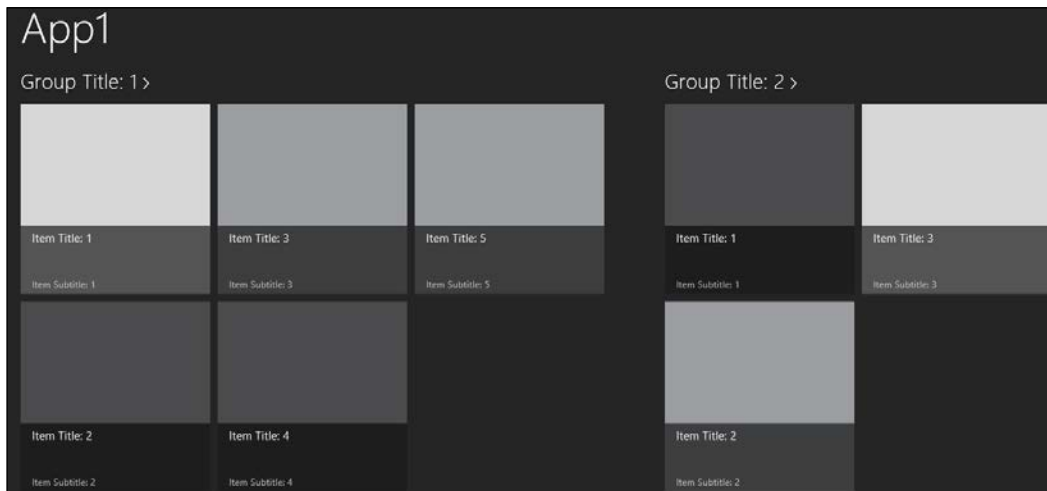 App1
Group Title: 1 >
Item Title: 1
Item Subtitle: 1
Item Title: 3
Item Subtitle: 3
Item Title: 5
Item Subtitle: 5
Item Title: 2
Item Subtitle: 2
Item Title: 4
Item Subtitle: 4
Group Title: 2 >
Item Title: 1
Item Subtitle: 1
Item Title: 3
Item Subtitle: 3
Item Title: 2
Item Subtitle: 2